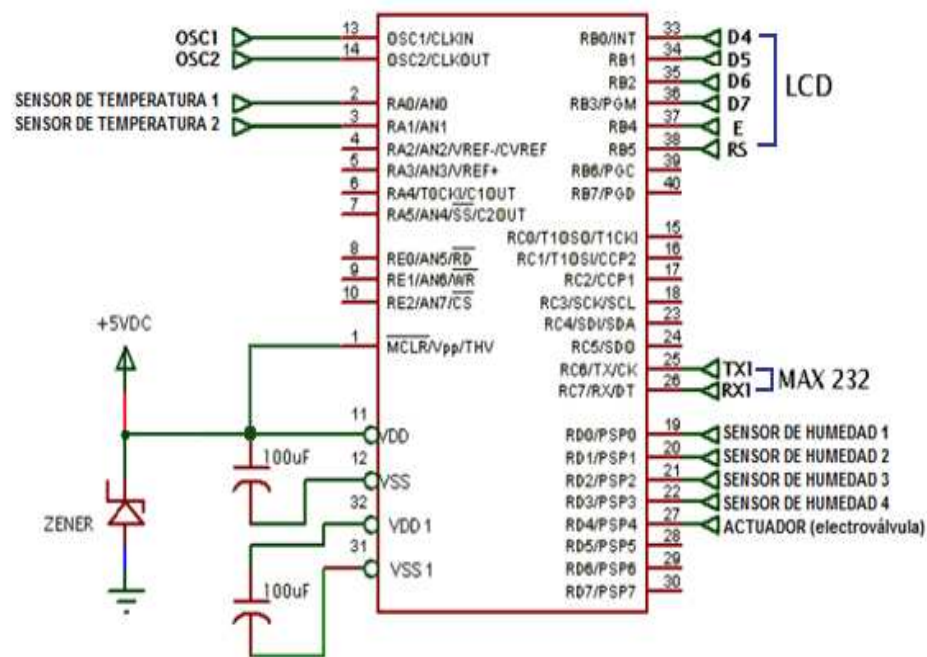 13 OSC1/CLKIN
14 OSC2/CLKOUT
OSC1
OSC2
SENSOR DE TEMPERATURA 1
SENSOR DE TEMPERATURA 2
2 RA0/AN0
3 RA1/AN1
4 RA2/AN2/VREF-/CVREF
5 RA3/AN3/VREF+
6 RA4/T0CKI/C1OUT
7 RA5/AN4/SS/C2OUT
8 RE0/AN5/RD
9 RE1/AN6/WR
10 RE2/AN7/CS
1 MCLR/Vpp/THV
+5VDC
ZENER
11 VDD
100uF
12 VSS
32 VDD 1
31 VSS 1
100uF
RB0/INT 33 D4
RB1 34 D5
RB2 35 D6
RB3/PGM 36 D7
RB4 37 E
RB5 38 RS
LCD
RB6/PGC 39
RB7/PGD 40
RC0/T1OSO/T1CKI 15
RC1/T1OSI/CCP2 16
RC2/CCP1 17
RC3/SCK/SCL 18
RC4/SDI/SDA 23
RC5/SDO 24
RC6/TX/CK 25 TX1
RC7/RX/DT 26 RX1
MAX 232
RD0/PSP0 19 SENSOR DE HUMEDAD 1
RD1/PSP1 20 SENSOR DE HUMEDAD 2
RD2/PSP2 21 SENSOR DE HUMEDAD 3
RD3/PSP3 22 SENSOR DE HUMEDAD 4
RD4/PSP4 27 ACTUADOR (electroválvula)
RD5/PSP5 28
RD6/PSP6 29
RD7/PSP7 30